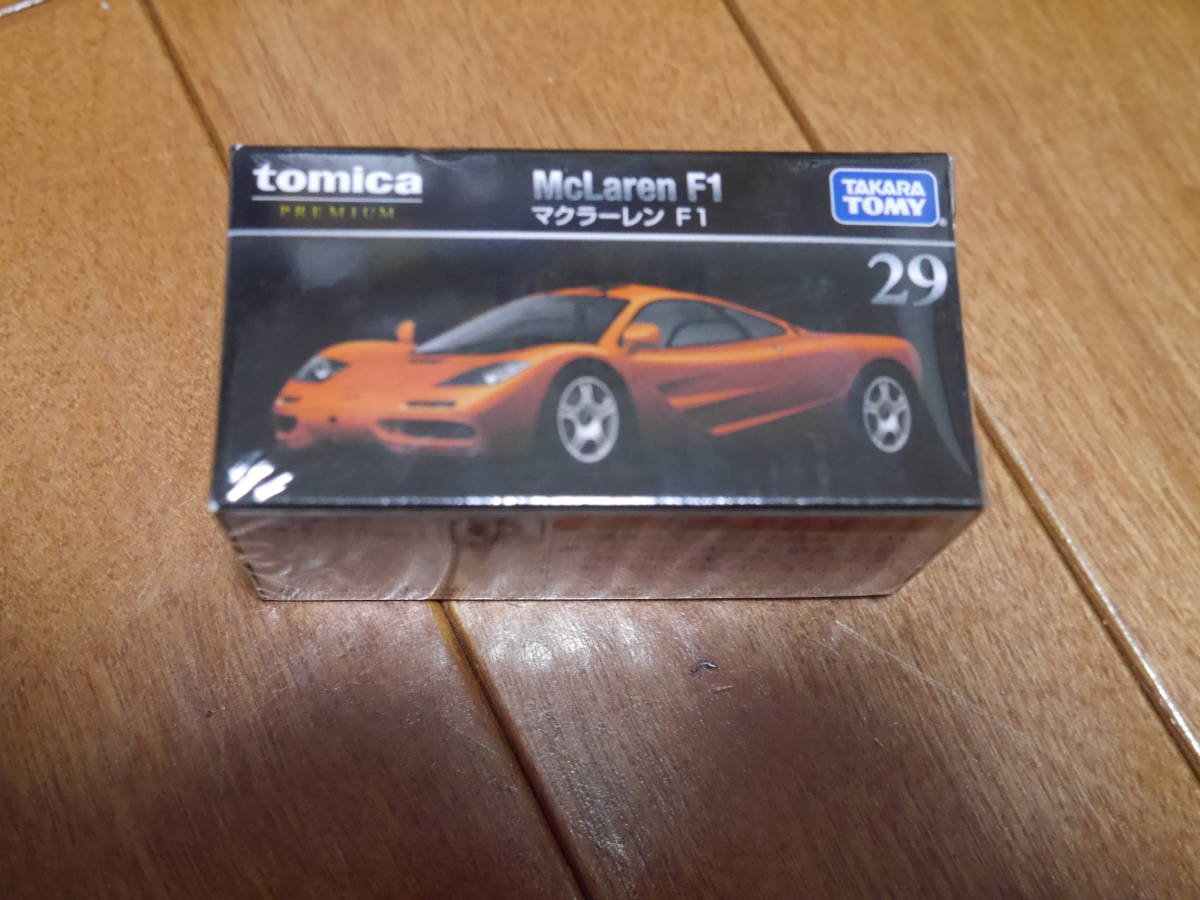 tomica
PREMIUM
McLaren F1
マクラーレン F1
TAKARA
TOMY
29